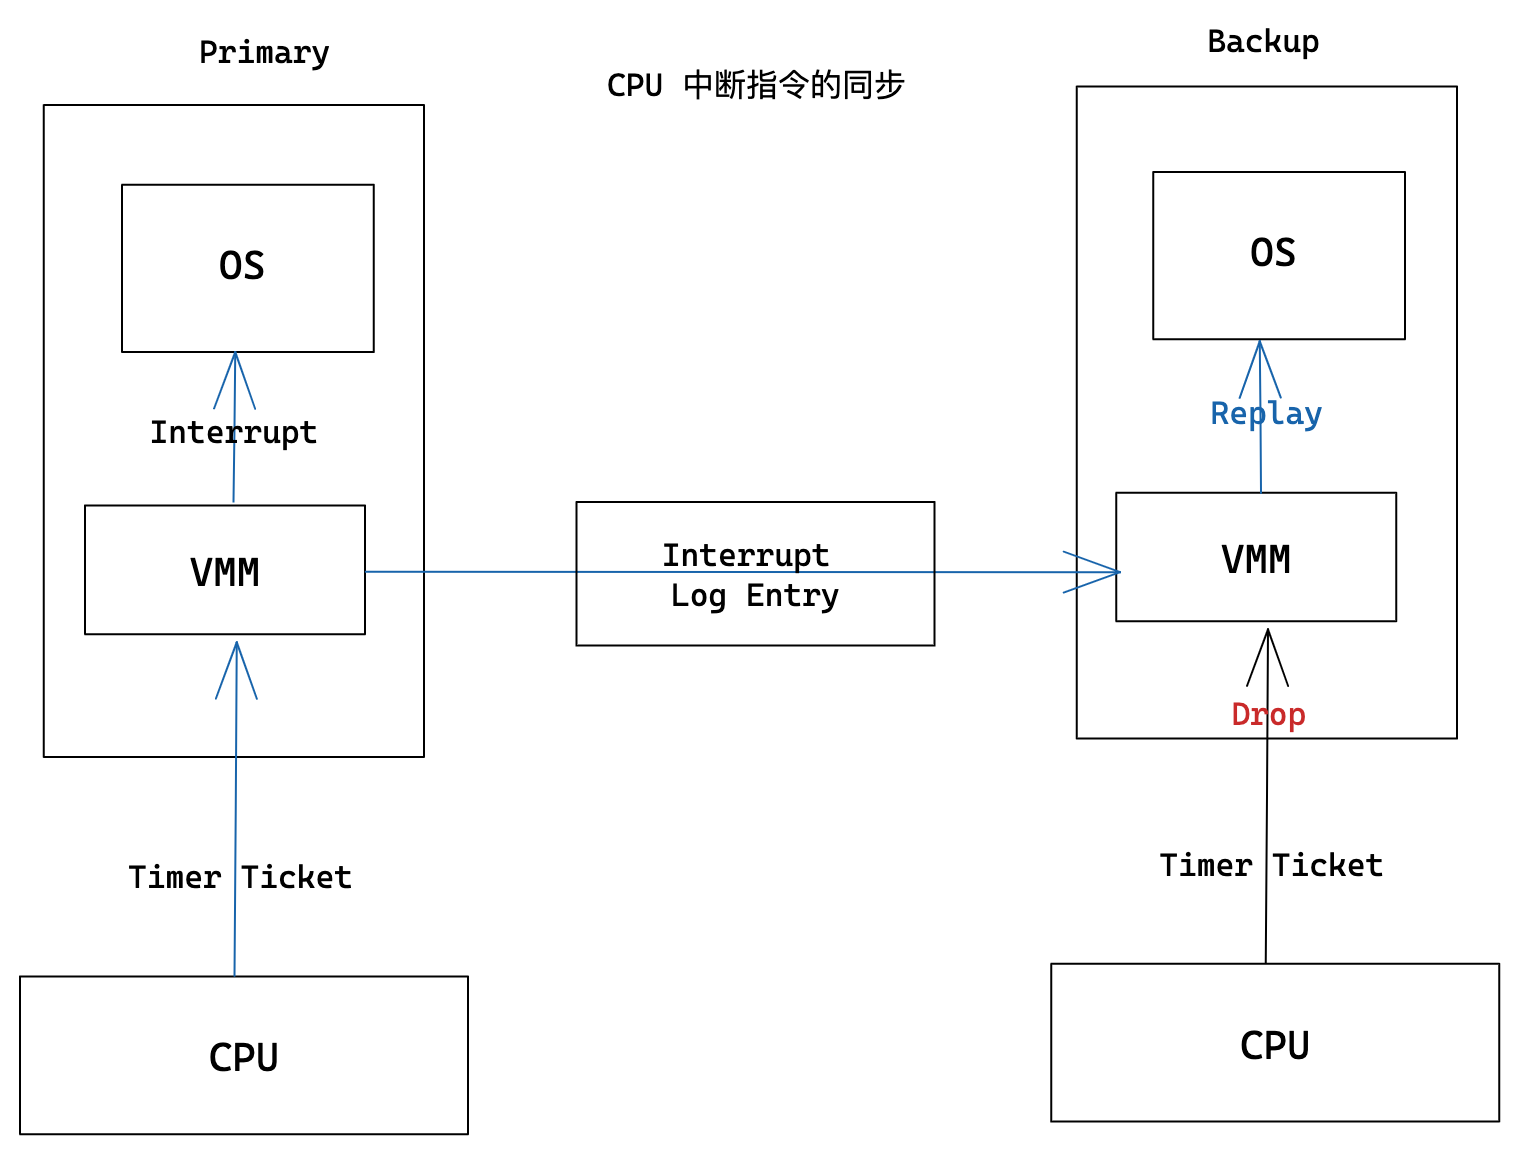 Primary
Backup
CPU 中断指令的同步
OS
OS
Interrupt
Replay
VMM
Interrupt
Log Entry
VMM
Drop
Timer Ticket
Timer Ticket
CPU
CPU